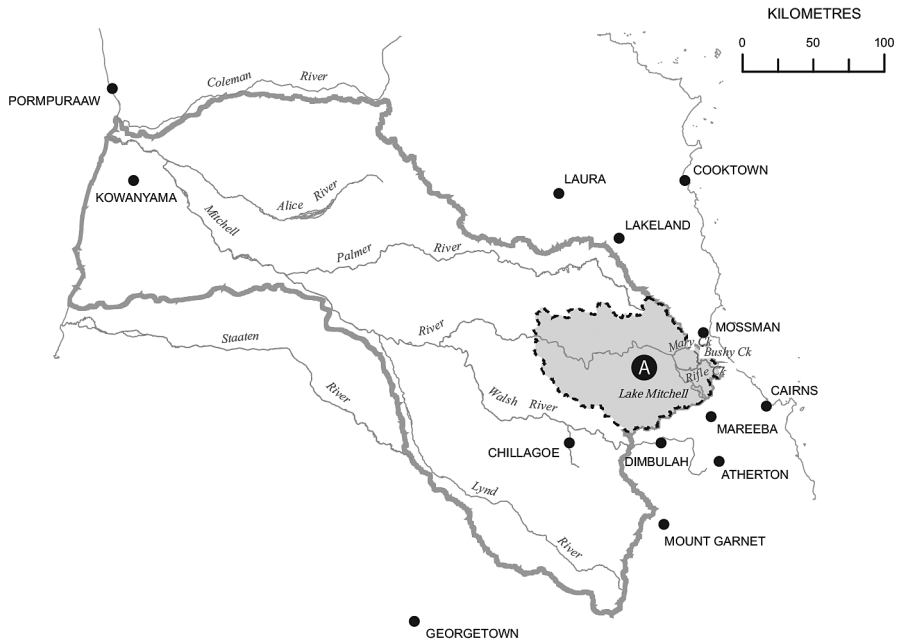 KILOMETRES
0 50 100
Coleman River
PORMPURAAW
COOKTOWN
LAURA
KOWANYAMA
Alice River
Mitchell
LAKELAND
Palmer River
River
MOSSMAN
Staaten
Mary Ck
Bushy Ck
A
Rifle Ck
River
Lake Mitchell
CAIRNS
Walsh River
MAREEBA
CHILLAGOE
DIMBULAH
ATHERTON
Lynd
River
MOUNT GARNET
GEORGETOWN